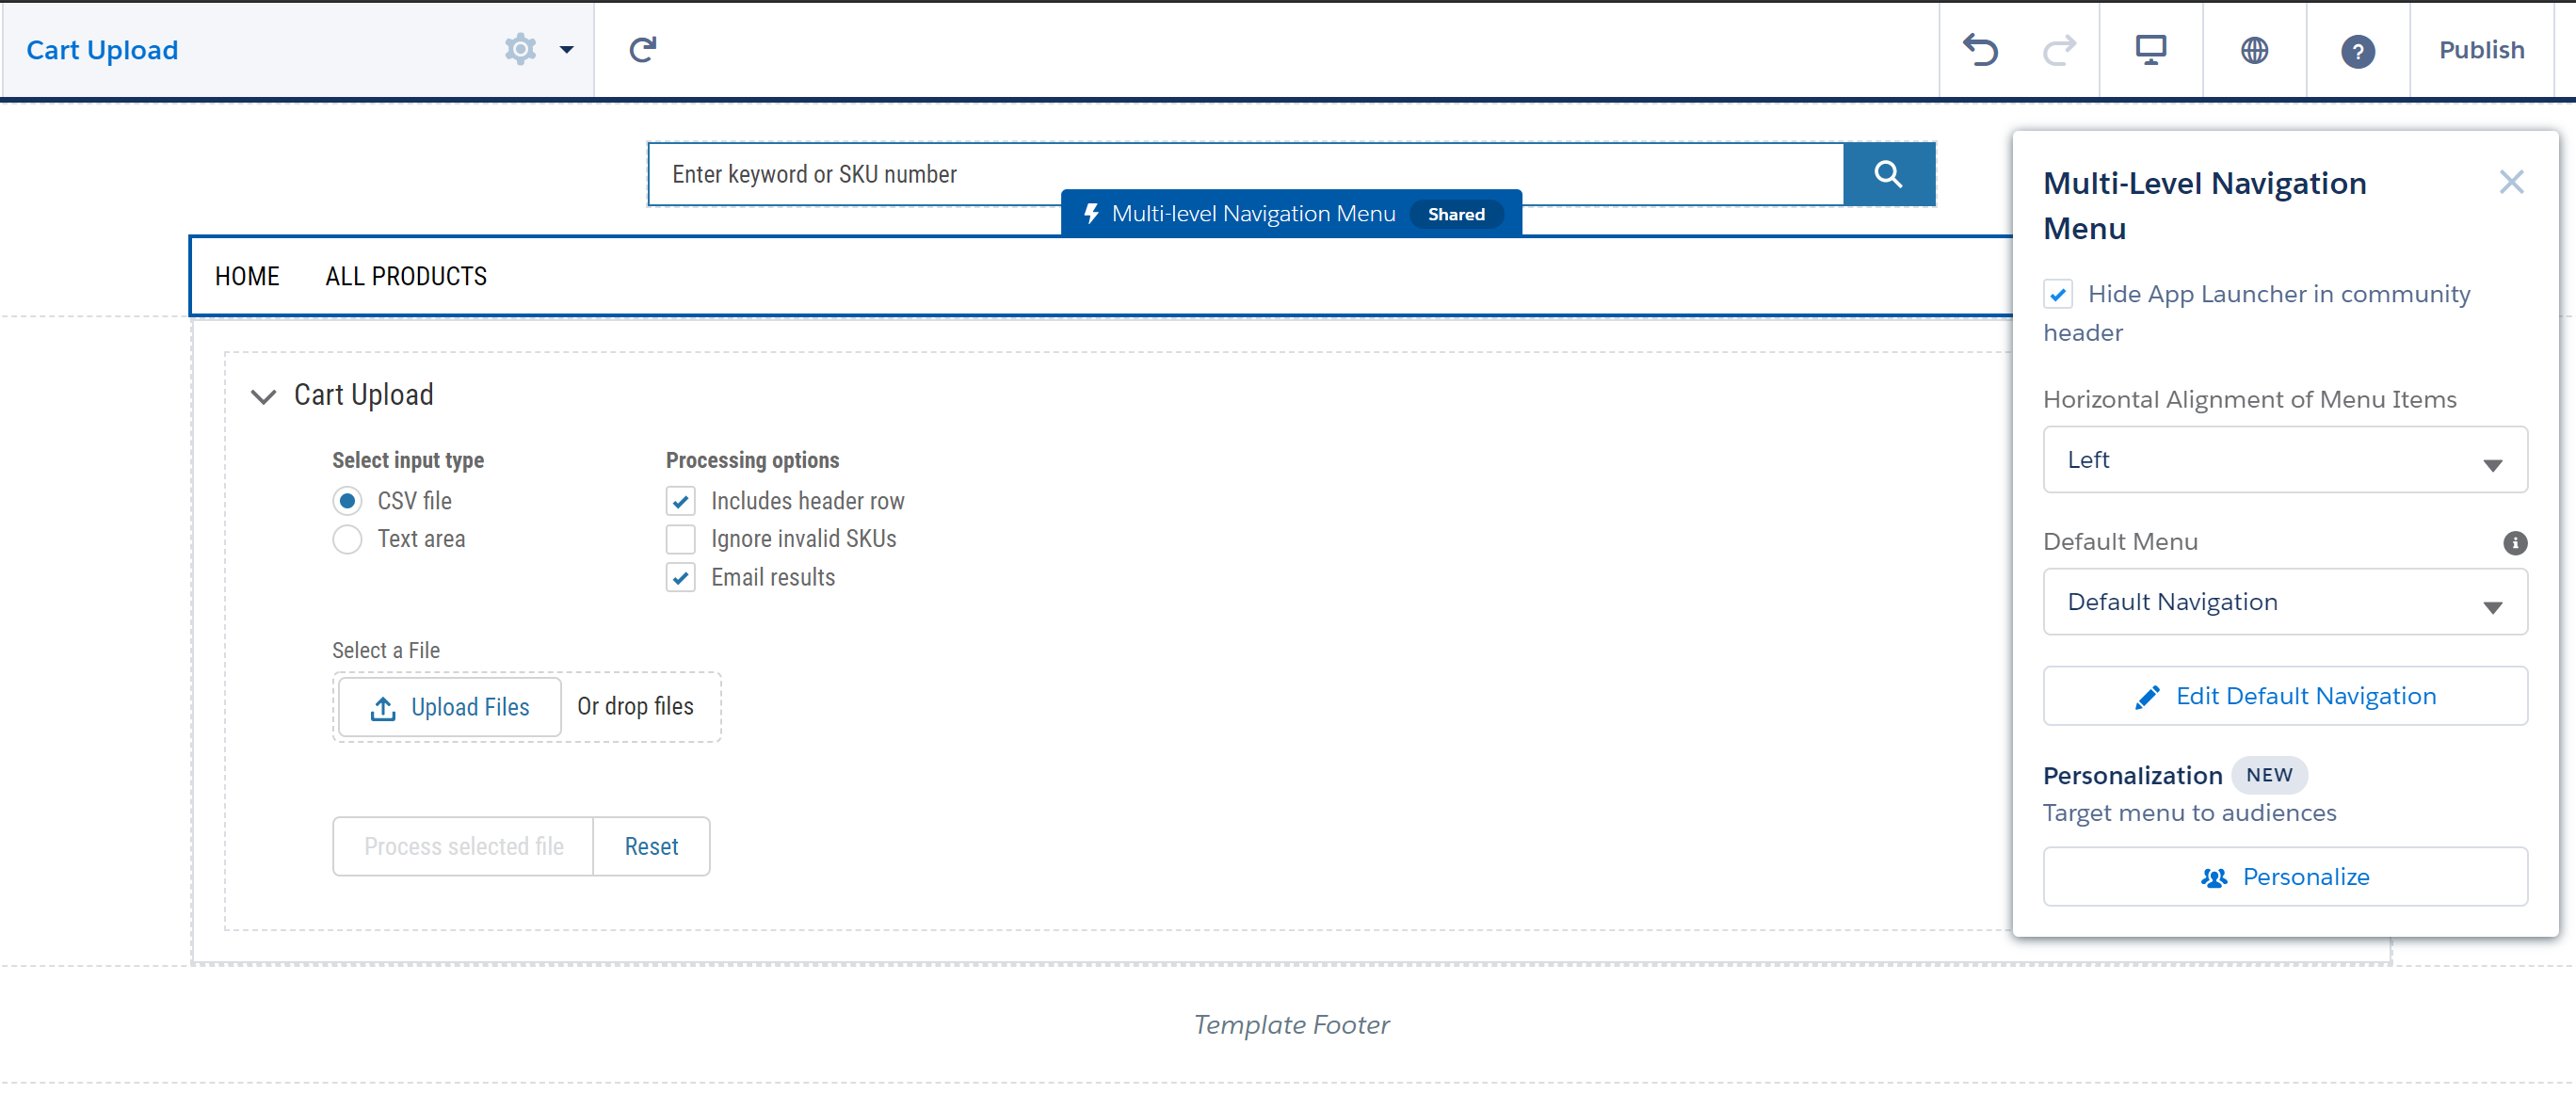 Cart Upload
Publish
Enter keyword or SKU number
Multi-level Navigation Menu Shared
HOME ALL PRODUCTS
Cart Upload
Select input type
CSV file
Text area
Processing options
Includes header row
Ignore invalid SKUs
Email results
Select a File
Upload Files Or drop files
Process selected file Reset
Template Footer
Multi-Level Navigation
Menu
Hide App Launcher in community
header
Horizontal Alignment of Menu Items
Left
Default Menu
Default Navigation
Edit Default Navigation
Personalization NEW
Target menu to audiences
Personalize